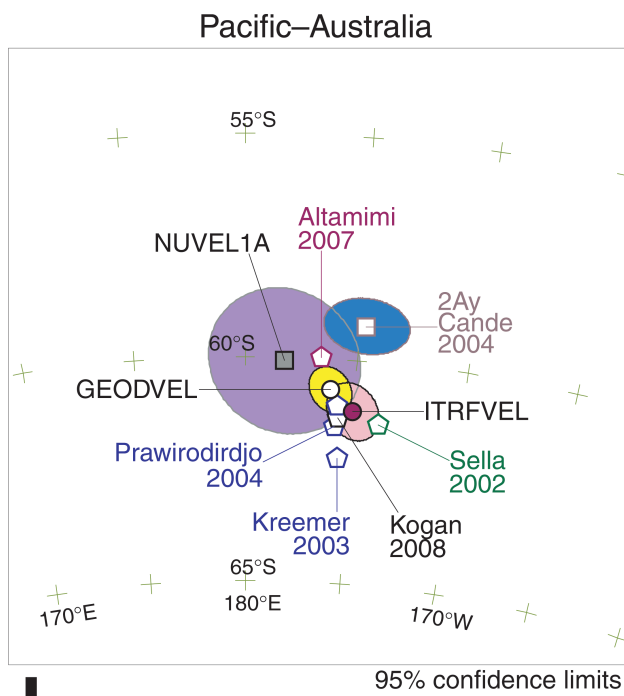 Pacific–Australia
55°S
Altamimi
2007
NUVEL1A
2Ay
Cande
2004
60°S
GEODVEL
ITRFVEL
Prawirodirdjo
2004
Sella
2002
Kreemer
2003
Kogan
2008
65°S
180°E
170°E
170°W
95% confidence limits